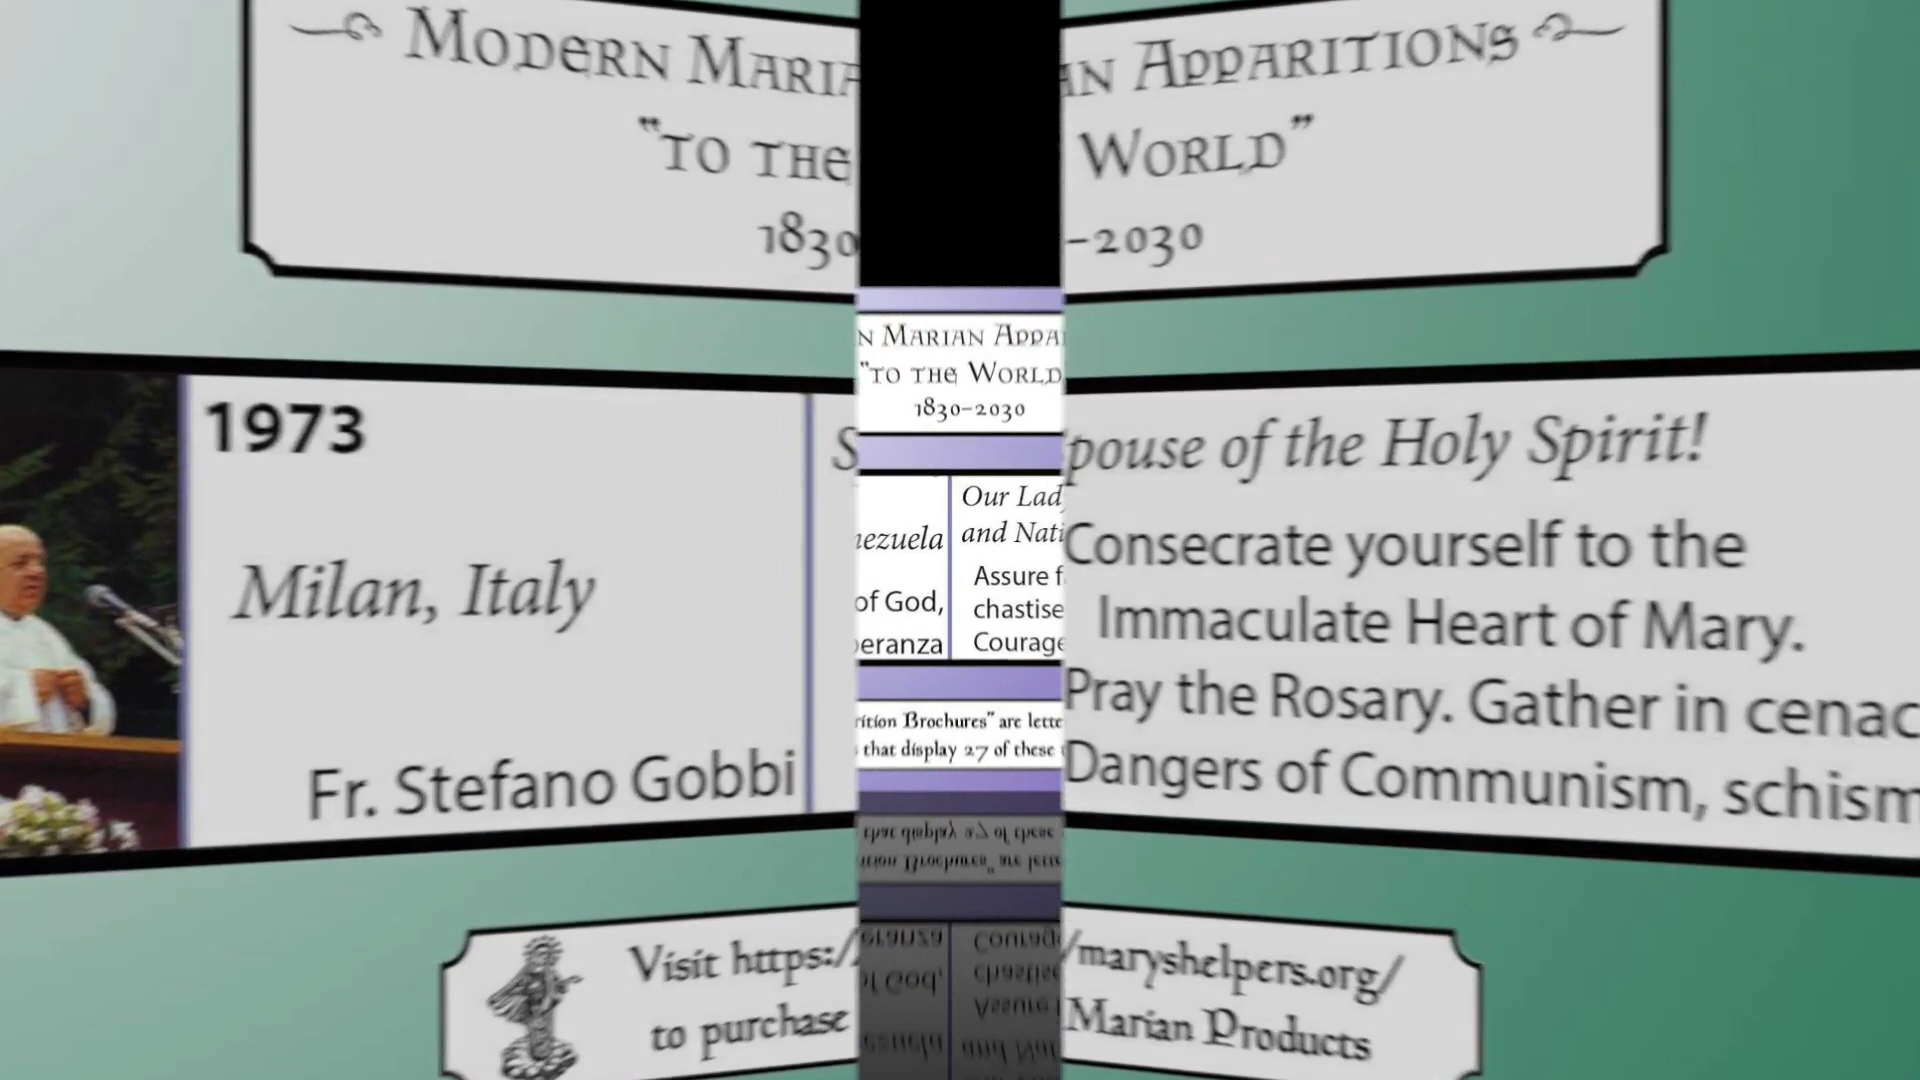 MODERN MARIAN APPARITIONS
"TO THE WORLD"
1830–2030
1973
Milan, Italy
Fr. Stefano Gobbi
Spouse of the Holy Spirit!
Consecrate yourself to the
Immaculate Heart of Mary.
Pray the Rosary. Gather in cenac
Dangers of Communism, schism
Visit https://maryshelpers.org/
to purchase Marian Products
N MARIAN APPA
"TO THE WORLD
1830–2030
nezuela
of God,
peranza
Our Lady
and Nati
Assure f
chastise
Courage
rition Brochures" are lette
that display 27 of these